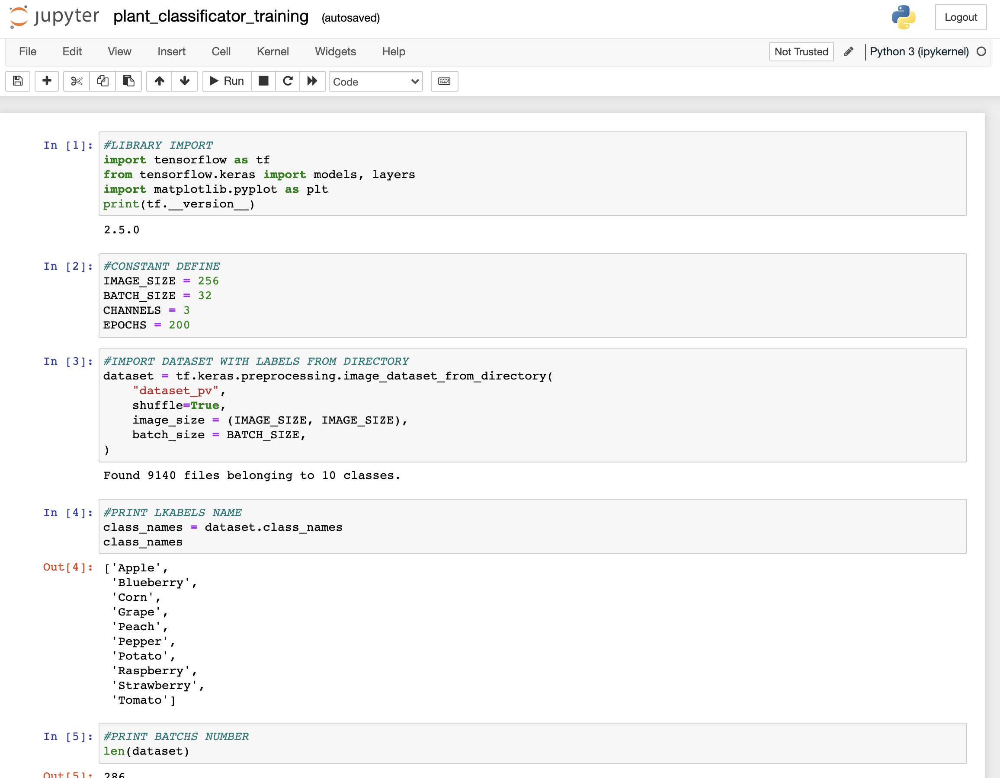 jupyter plant_classificator_training (autosaved) Logout
File Edit View Insert Cell Kernel Widgets Help Not Trusted Python 3 (ipykernel)
Run Code
In [1]: #LIBRARY IMPORT
import tensorflow as tf
from tensorflow.keras import models, layers
import matplotlib.pyplot as plt
print(tf.__version__)
2.5.0
In [2]: #CONSTANT DEFINE
IMAGE_SIZE = 256
BATCH_SIZE = 32
CHANNELS = 3
EPOCHS = 200
In [3]: #IMPORT DATASET WITH LABELS FROM DIRECTORY
dataset = tf.keras.preprocessing.image_dataset_from_directory(
    "dataset_pv",
    shuffle=True,
    image_size = (IMAGE_SIZE, IMAGE_SIZE),
    batch_size = BATCH_SIZE,
)
Found 9140 files belonging to 10 classes.
In [4]: #PRINT LKABELS NAME
class_names = dataset.class_names
class_names
Out[4]: ['Apple',
 'Blueberry',
 'Corn',
 'Grape',
 'Peach',
 'Pepper',
 'Potato',
 'Raspberry',
 'Strawberry',
 'Tomato']
In [5]: #PRINT BATCHS NUMBER
len(dataset)
Out[5]: 286